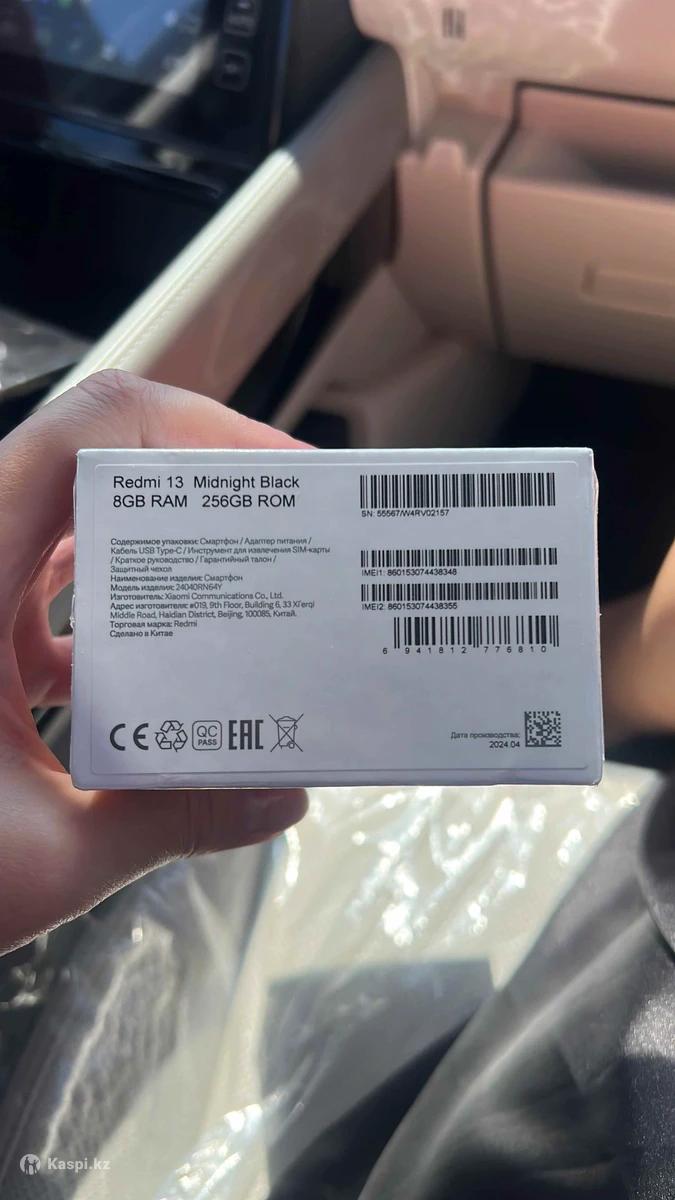 Redmi 13 Midnight Black
8GB RAM 256GB ROM
SN: 55567/W4RV02157
Содержимое упаковки: Смартфон / Адаптер питания /
Кабель USB Type-C / Инструмент для извлечения SIM-карты
/ Краткое руководство / Гарантийный талон /
Защитный чехол
Наименование изделия: Смартфон
Модель изделия: 24040RN64Y
Изготовитель: Xiaomi Communications Co., Ltd.
Адрес изготовителя: #019, 9th Floor, Building 6, 33 Xi'erqi
Middle Road, Haidian District, Beijing, 100085, Китай.
Торговая марка: Redmi
Сделано в Китае
IMEI1: 860153074438348
IMEI2: 860153074438355
6 941812 776810
CE
QC
PASS
EAC
Дата производства:
2024.04
Kaspi.kz